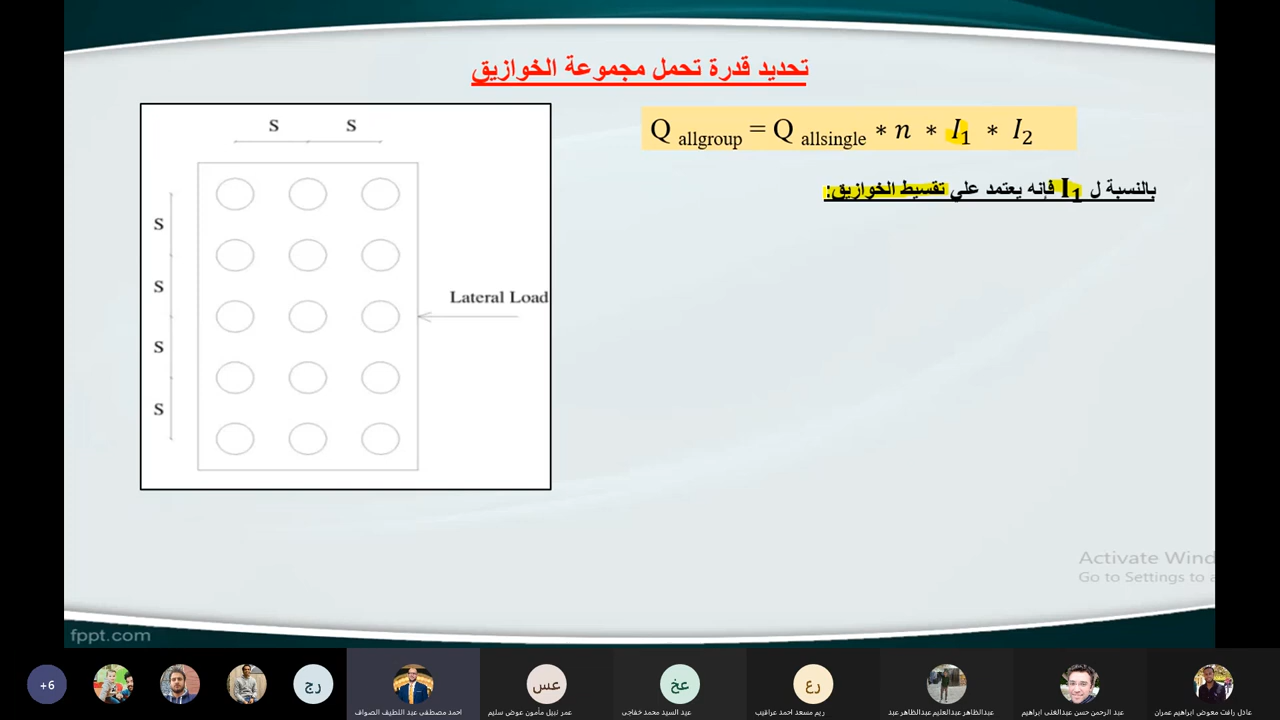 تحديد قدرة تحمل مجموعة الخوازيق
S S
S
S
S
S
Lateral Load
Q allgroup = Q allsingle * n * I1 * I2
بالنسبة ل I1 فإنه يعتمد علي تقسيط الخوازيق:
Activate Wind
Go to Settings to a
fppt.com
+6
رج
احمد مصطفى عبد اللطيف الصواف
عس
عمر نبيل مأمون عوض سليم
عخ
عيد السيد محمد خفاجى
رع
ريم مسعد احمد عراقيب
عبدالظاهر عبدالعليم عبدالظاهر عبد
عبد الرحمن حسن عبدالغنى ابراهيم
عادل رافت معوض ابراهيم عمران